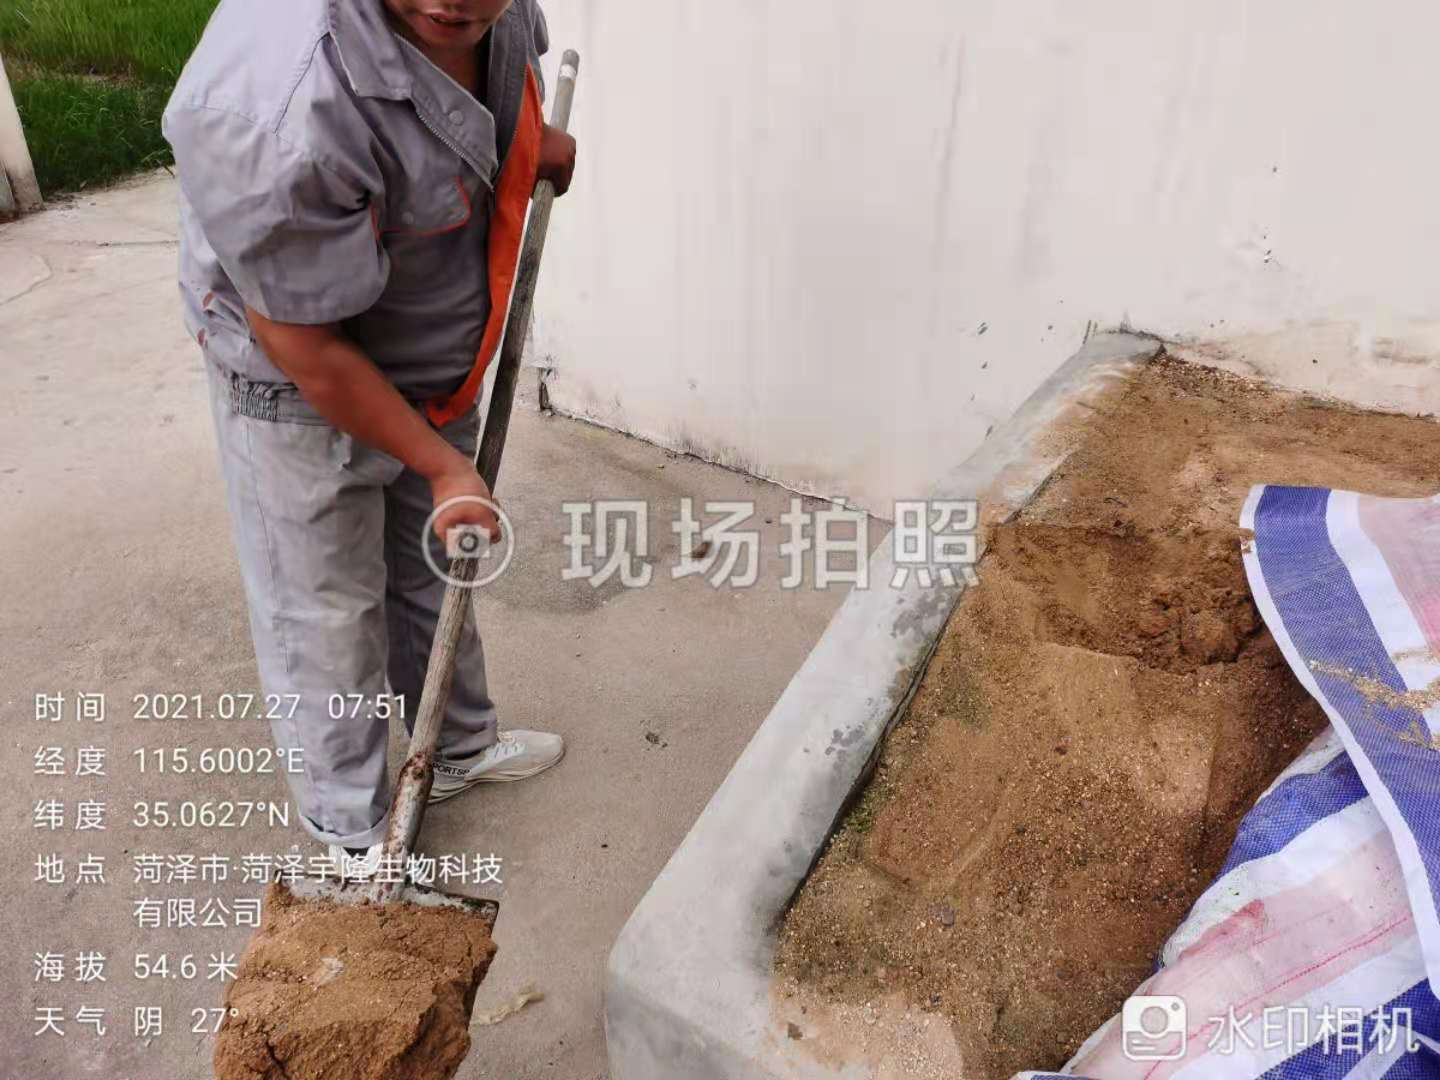 现场拍照
时间 2021.07.27 07:51
PORTSP
经度 115.6002°E
纬度 35.0627°N
地点 菏泽市·菏泽宇隆生物科技
有限公司
海拔 54.6 米
天气 阴 27°
水印相机